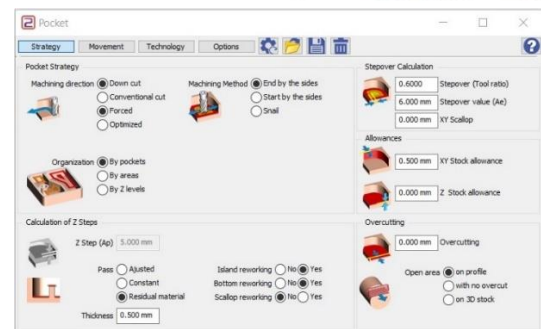 Pocket
Strategy Movement Technology Options
Pocket Strategy
Machining direction Down cut
Conventional cut
Forced
Optimized
Machining Method End by the sides
Start by the sides
Snail
Organization By pockets
By areas
By Z levels
Stepover Calculation
0.6000 Stepover (Tool ratio)
6.000 mm Stepover value (Ae)
0.000 mm XY Scallop
Allowances
0.500 mm XY Stock allowance
0.000 mm Z Stock allowance
Calculation of Z Steps
Z Step (Ap) 5.000 mm
Pass Ajusted
Constant
Residual material
Thickness 0.500 mm
Island reworking No Yes
Bottom reworking No Yes
Scallop reworking No Yes
Overcutting
0.000 mm Overcutting
Open area on profile
with no overcut
on 3D stock